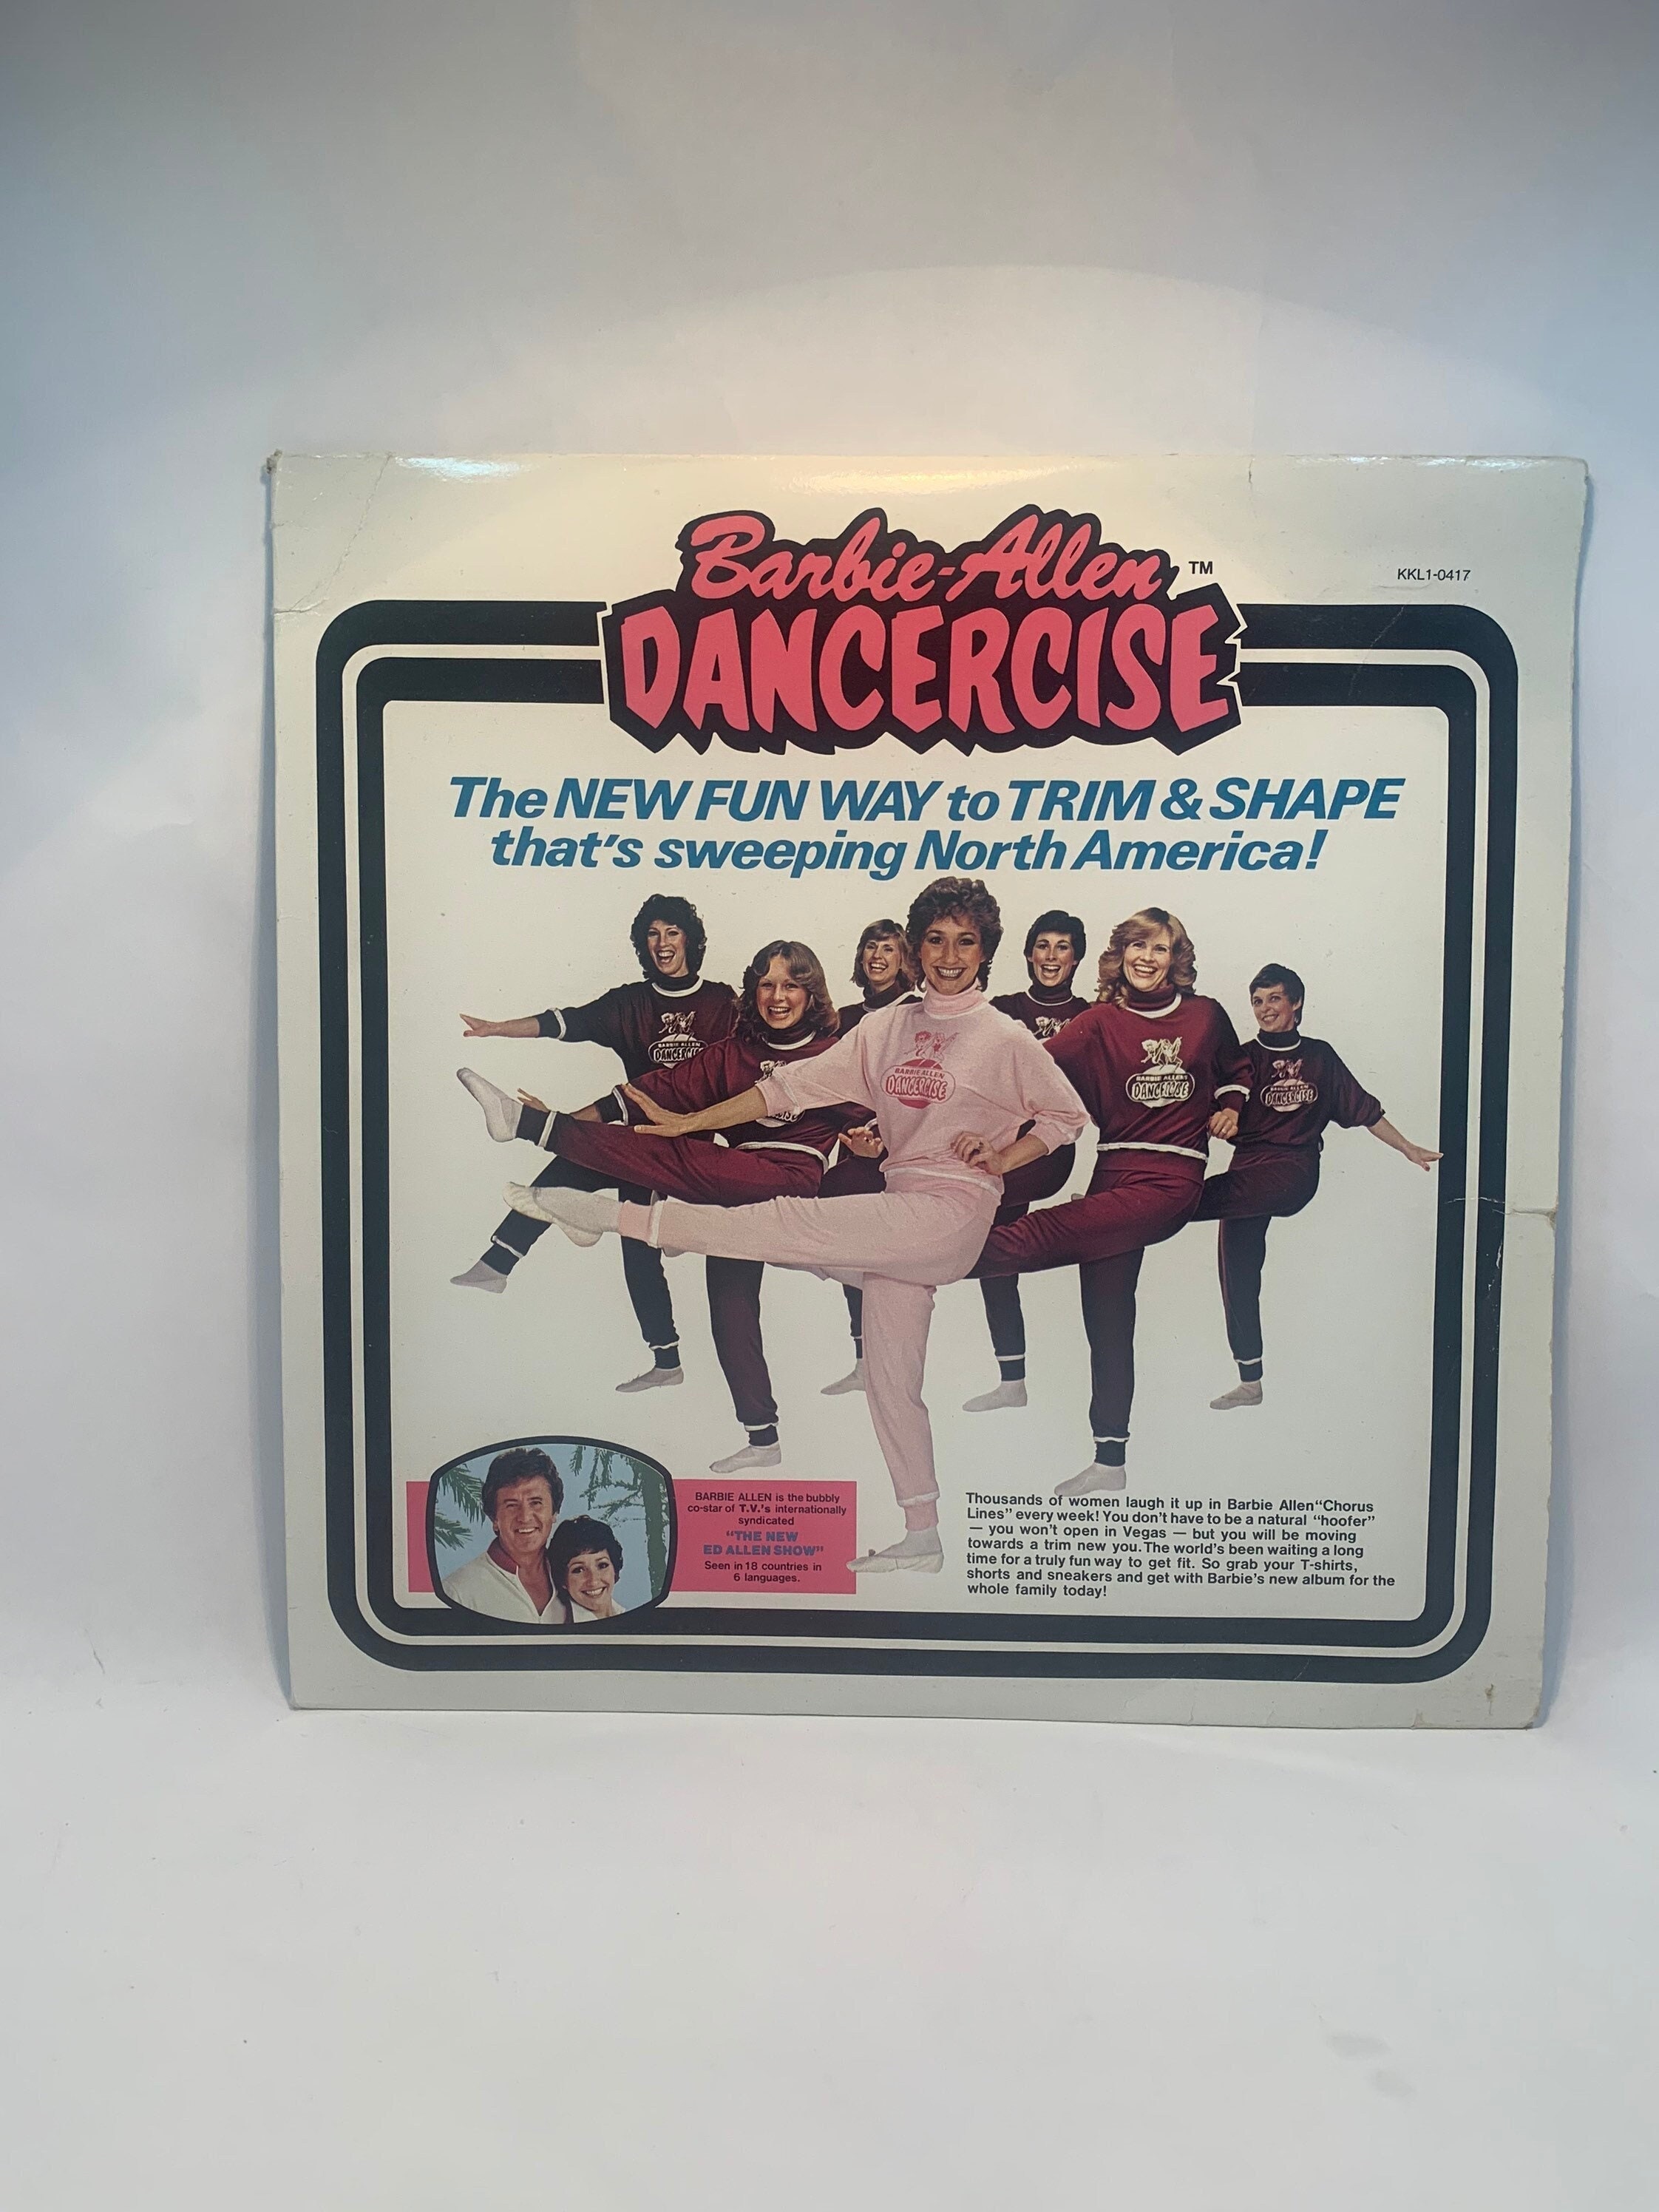 Barbie-Allen TM
KKL1-0417
DANCERCISE
The NEW FUN WAY to TRIM & SHAPE
that's sweeping North America!
BARBIE ALLEN
DANCERCISE
BARBIE ALLEN
DANCERCISE
BARBIE ALLEN
DANCERCISE
BARBIE ALLEN
DANCERCISE
BARBIE ALLEN is the bubbly
co-star of T.V.'s internationally
syndicated
"THE NEW
ED ALLEN SHOW"
Seen in 18 countries in
6 languages.
Thousands of women laugh it up in Barbie Allen "Chorus
Lines" every week! You don't have to be a natural "hoofer"
— you won't open in Vegas — but you will be moving
towards a trim new you. The world's been waiting a long
time for a truly fun way to get fit. So grab your T-shirts,
shorts and sneakers and get with Barbie's new album for the
whole family today!